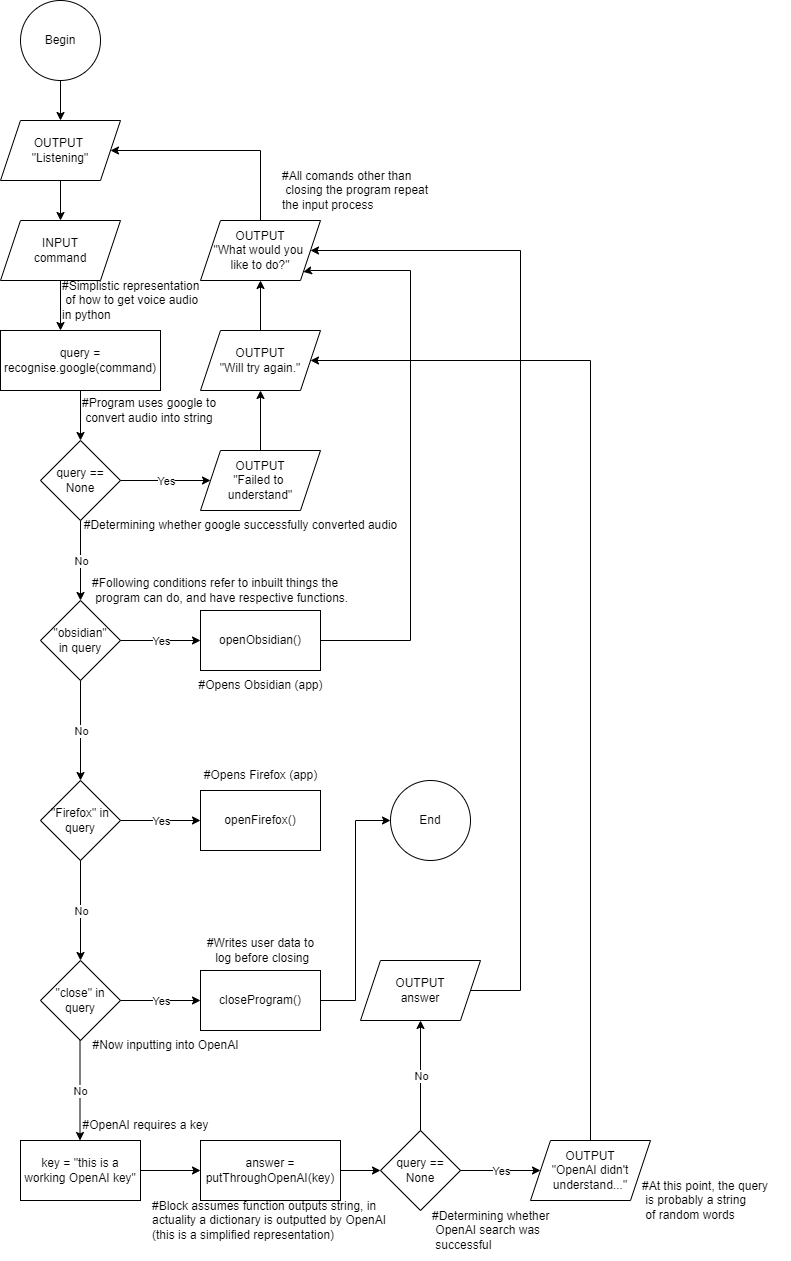 Begin
OUTPUT
"Listening"
#All comands other than
closing the program repeat
the input process
INPUT
command
OUTPUT
"What would you
like to do?"
#Simplistic representation
of how to get voice audio
in python
query =
recognise.google(command)
OUTPUT
"Will try again."
#Program uses google to
convert audio into string
query ==
None
Yes
OUTPUT
"Failed to
understand"
#Determining whether google successfully converted audio
No
#Following conditions refer to inbuilt things the
program can do, and have respective functions.
"obsidian"
in query
Yes
openObsidian()
#Opens Obsidian (app)
No
#Opens Firefox (app)
"Firefox" in
query
Yes
openFirefox()
End
No
#Writes user data to
log before closing
"close" in
query
Yes
closeProgram()
OUTPUT
answer
#Now inputting into OpenAI
No
No
#OpenAI requires a key
key = "this is a
working OpenAI key"
answer =
putThroughOpenAI(key)
query ==
None
Yes
OUTPUT
"OpenAI didn't
understand..."
#At this point, the query
is probably a string
of random words
#Block assumes function outputs string, in
actuality a dictionary is outputted by OpenAI
(this is a simplified representation)
#Determining whether
OpenAI search was
successful